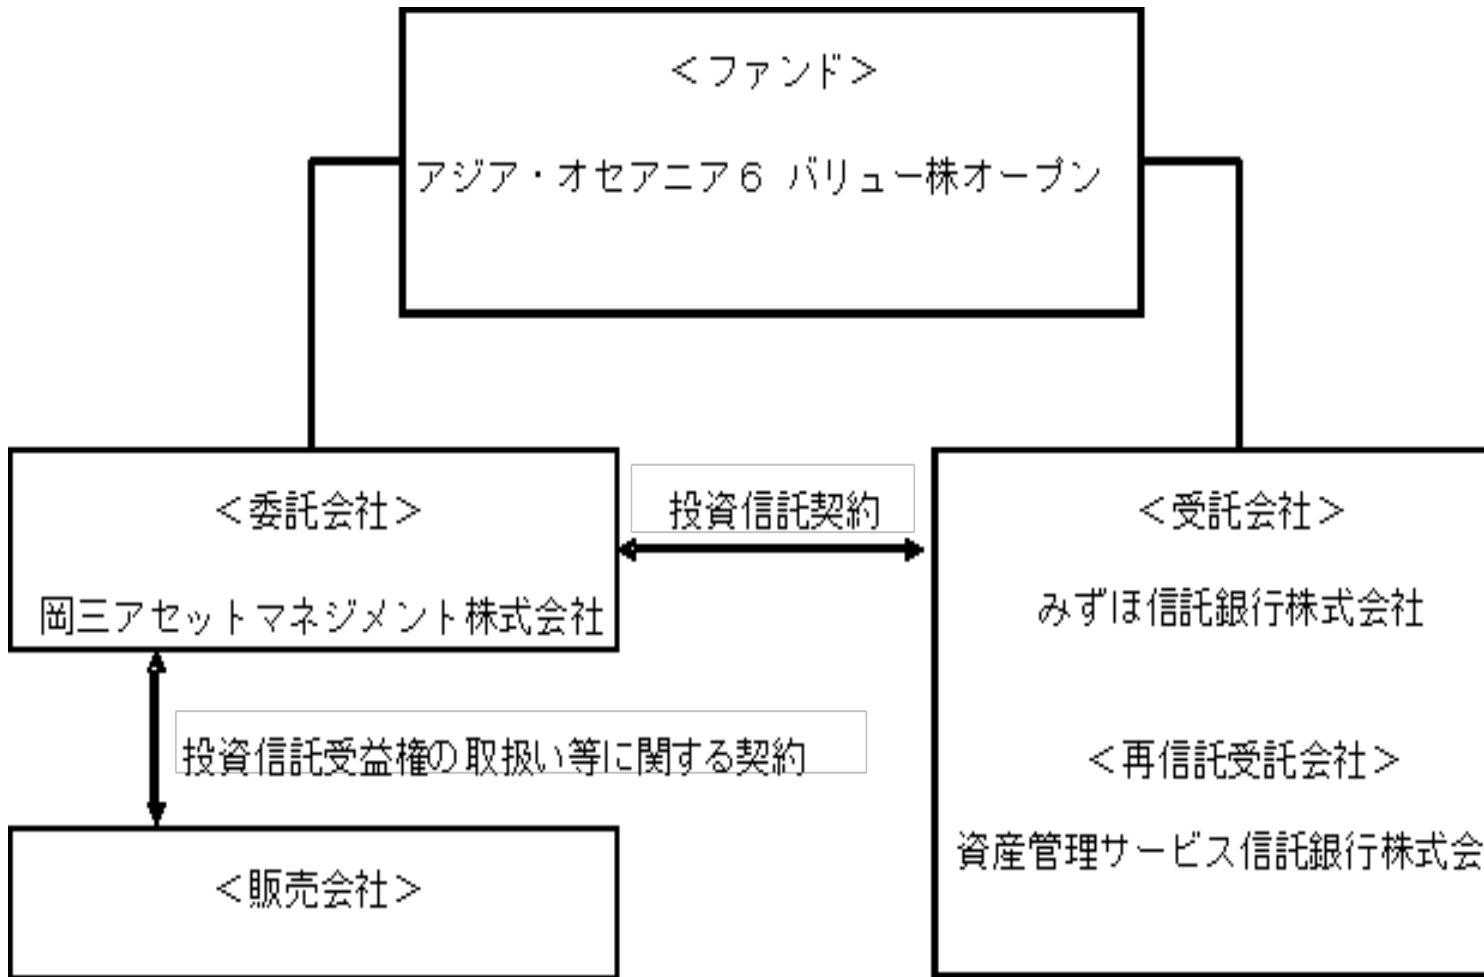 ＜ファンド＞
アジア・オセアニア６ バリュー株オープン
＜委託会社＞
岡三アセットマネジメント株式会社
投資信託契約
＜受託会社＞
みずほ信託銀行株式会社
＜再信託受託会社＞
資産管理サービス信託銀行株式会
投資信託受益権の取扱い等に関する契約
＜販売会社＞